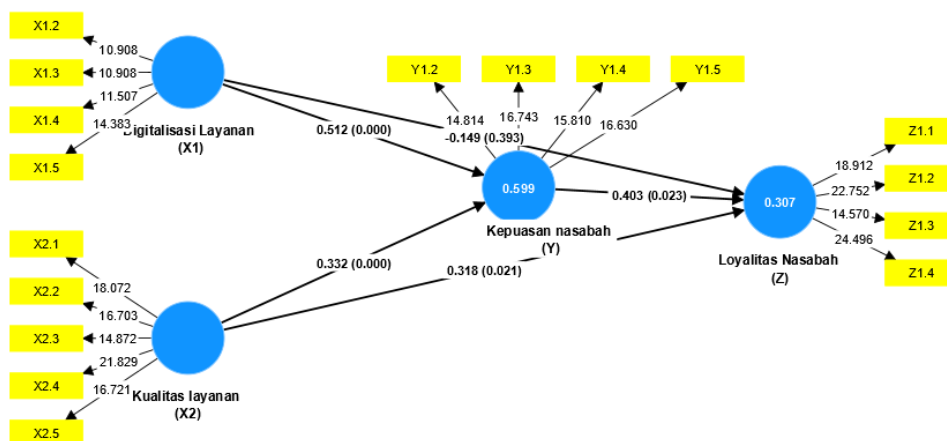 X1.2
X1.3
X1.4
X1.5
10.908
10.908
11.507
14.383
Digitalisasi Layanan
(X1)
Y1.2
Y1.3
Y1.4
Y1.5
14.814
16.743
15.810
16.630
0.512 (0.000)
-0.149 (0.393)
0.599
Kepuasan nasabah
(Y)
0.403 (0.023)
0.332 (0.000)
0.318 (0.021)
0.307
Loyalitas Nasabah
(Z)
18.912
22.752
14.570
24.496
Z1.1
Z1.2
Z1.3
Z1.4
X2.1
X2.2
X2.3
X2.4
X2.5
18.072
16.703
14.872
21.829
16.721
Kualitas layanan
(X2)